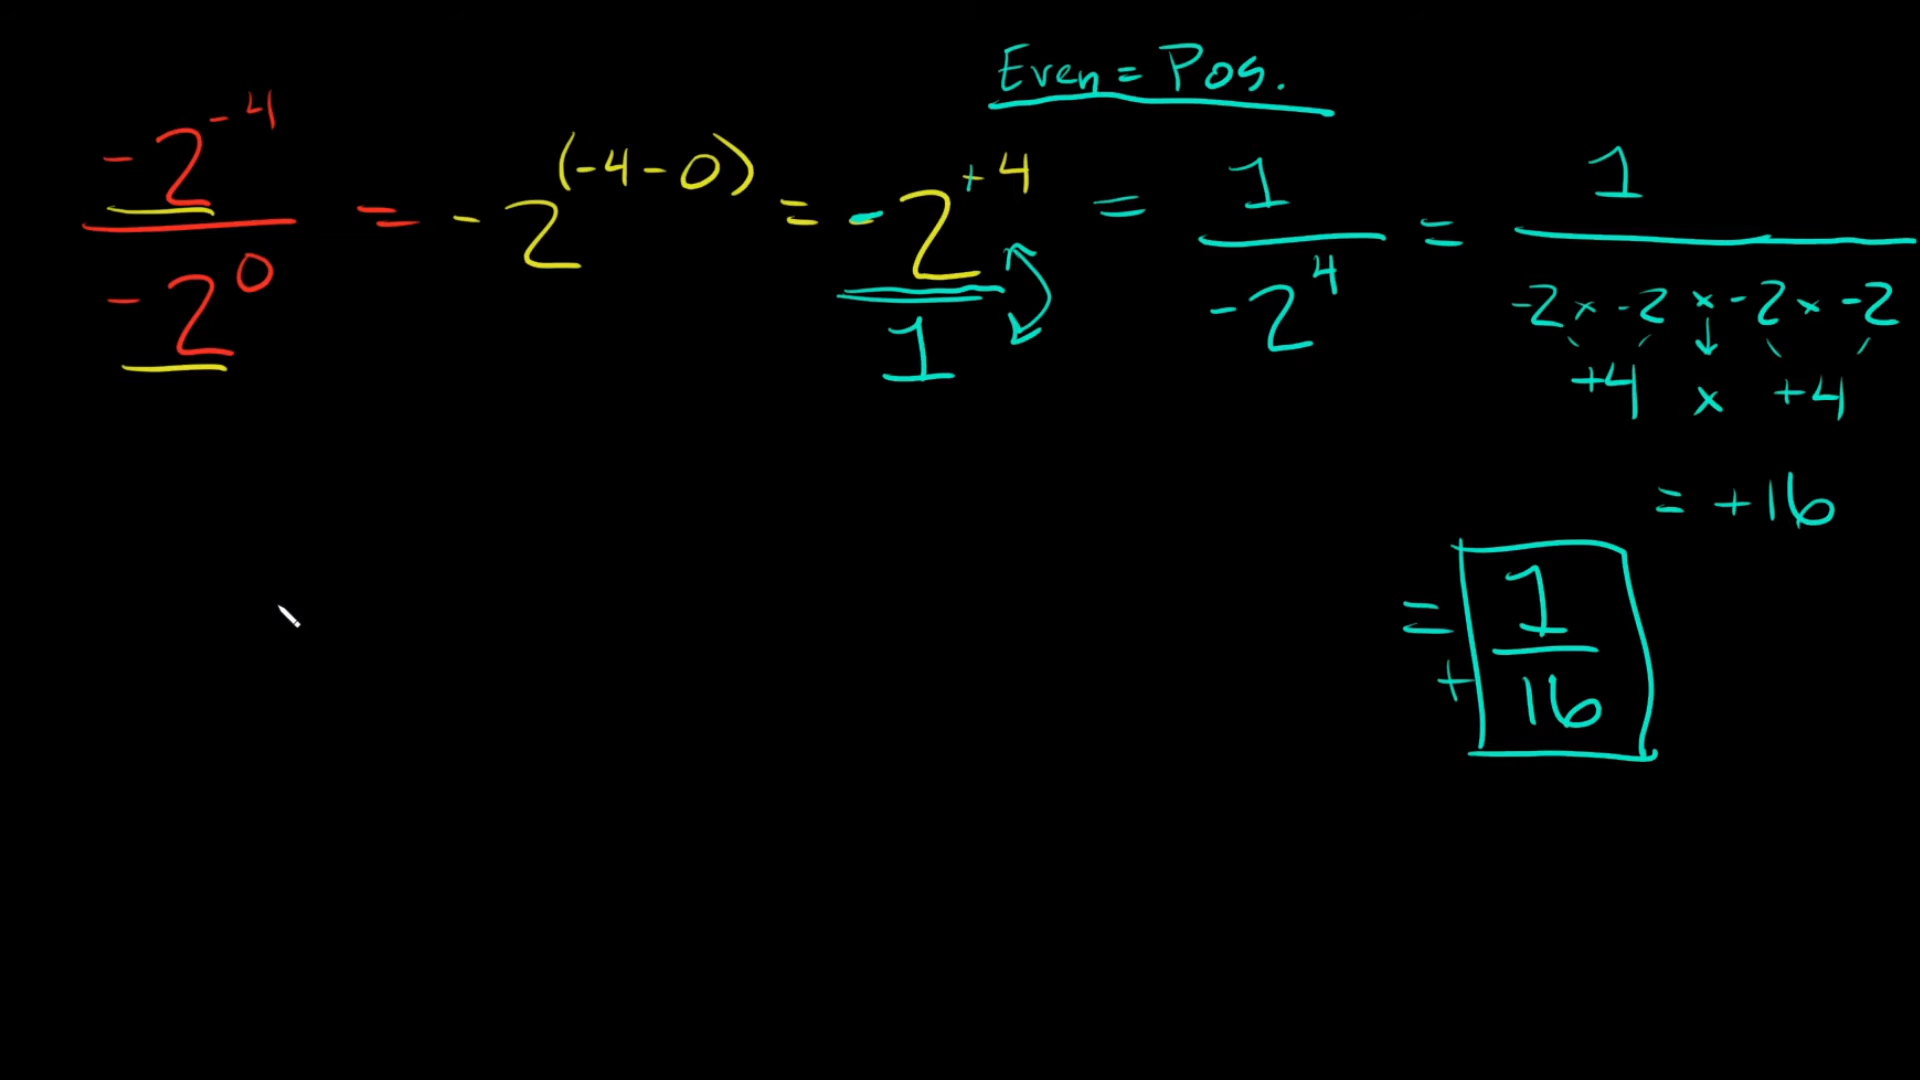 Even = Pos.
-2^-4 / -2^0 = -2^(-4-0) = -2^+4 / 1 = 1 / -2^4 = 1 / -2 x -2 x -2 x -2
+4 x +4
= +16
= + 1/16